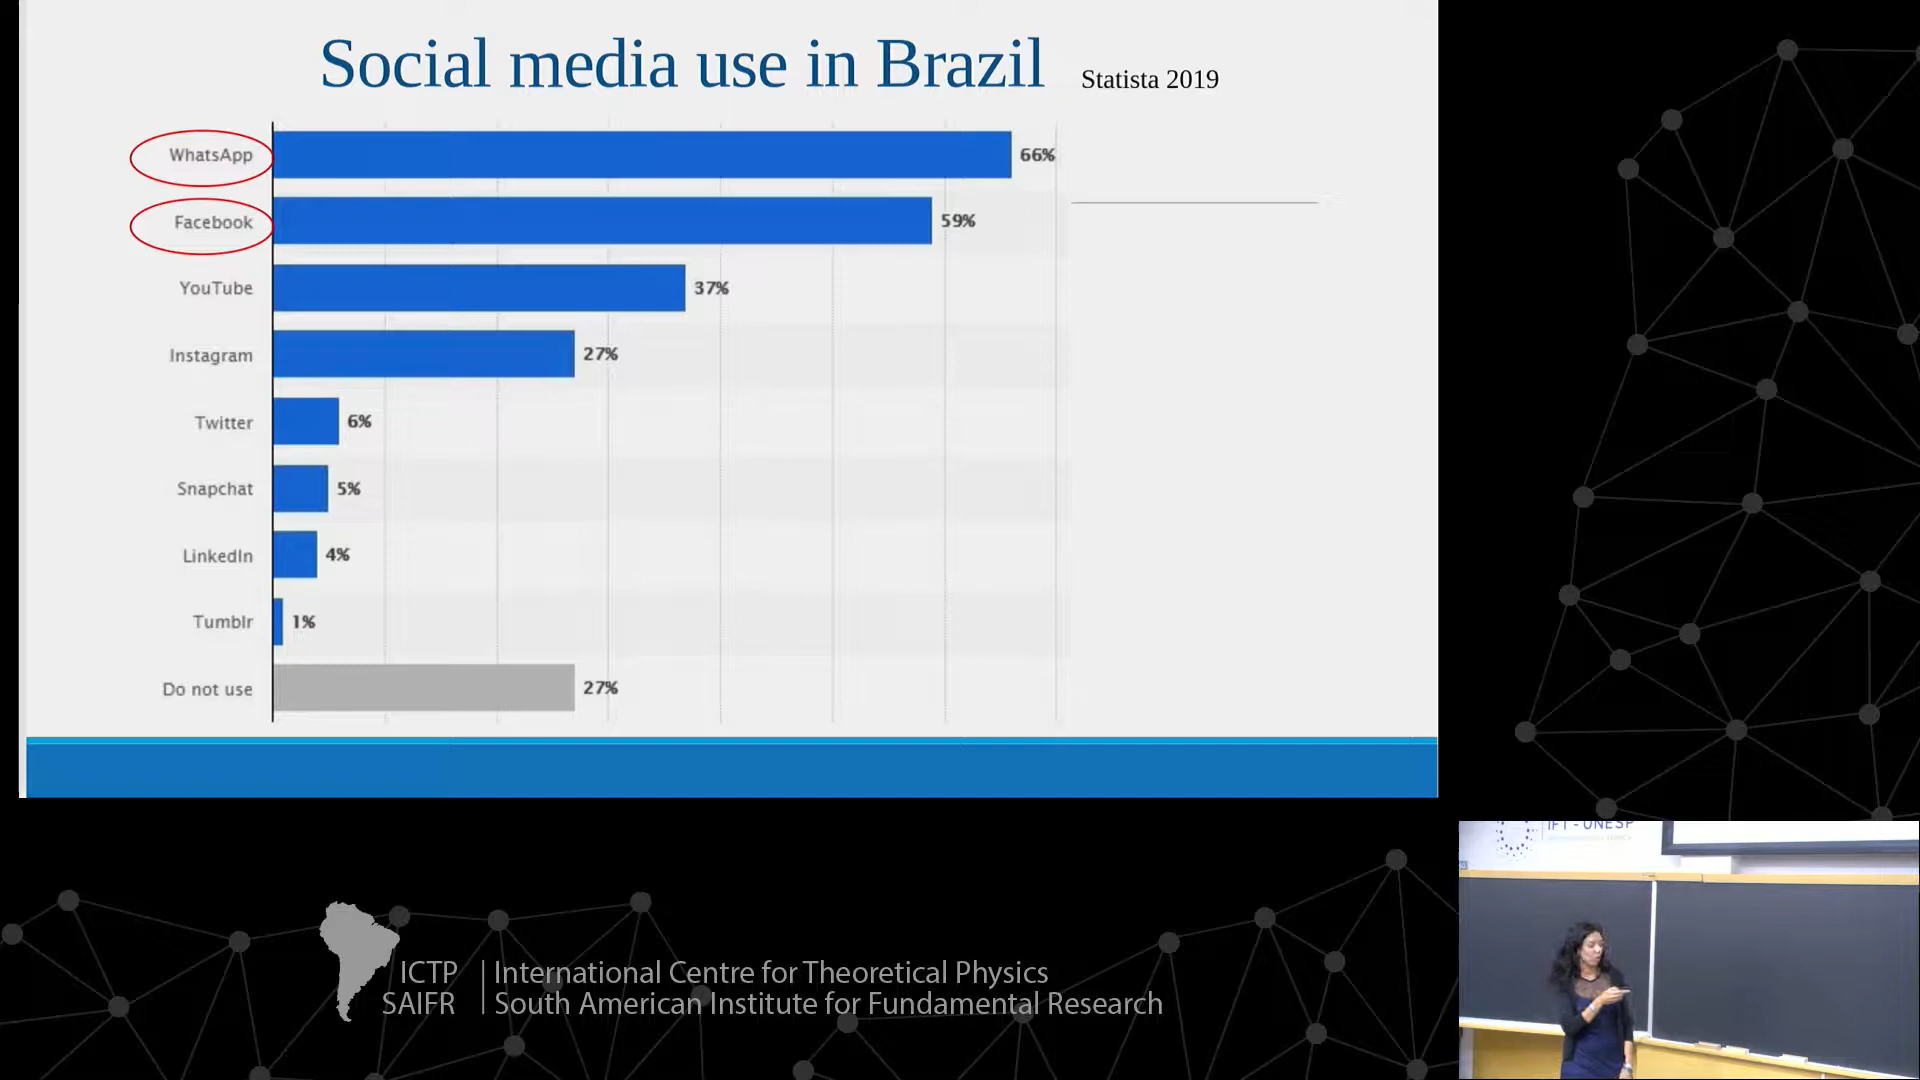 Social media use in Brazil Statista 2019
WhatsApp 66%
Facebook 59%
YouTube 37%
Instagram 27%
Twitter 6%
Snapchat 5%
LinkedIn 4%
Tumblr 1%
Do not use 27%
IFT - UNESP
ICTP International Centre for Theoretical Physics
SAIFR South American Institute for Fundamental Research